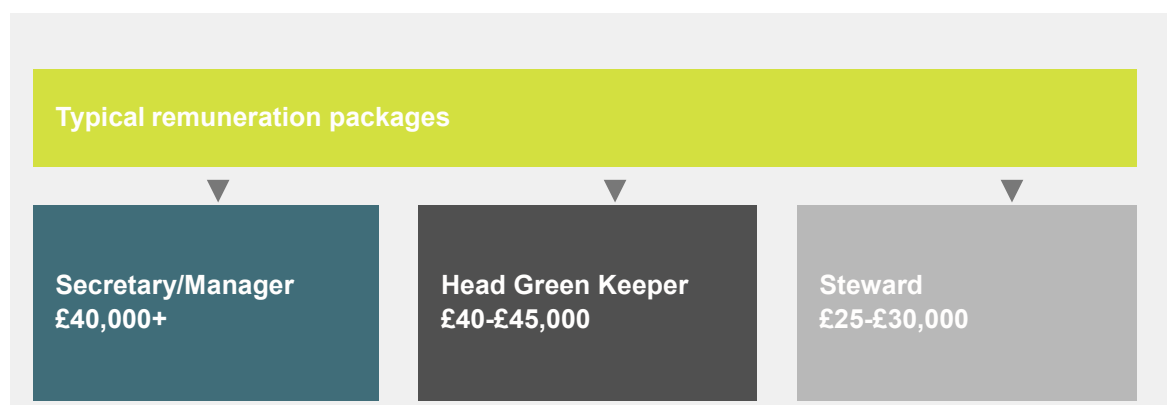 Typical remuneration packages
Secretary/Manager
£40,000+
Head Green Keeper
£40-£45,000
Steward
£25-£30,000